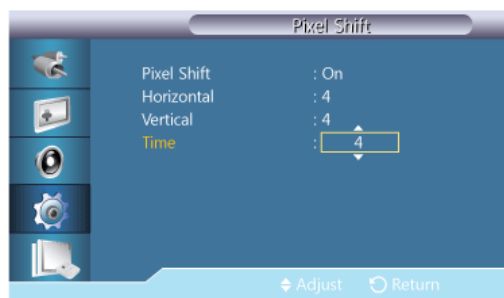 Pixel Shift
Pixel Shift : On
Horizontal : 4
Vertical : 4
Time : 4
Adjust Return